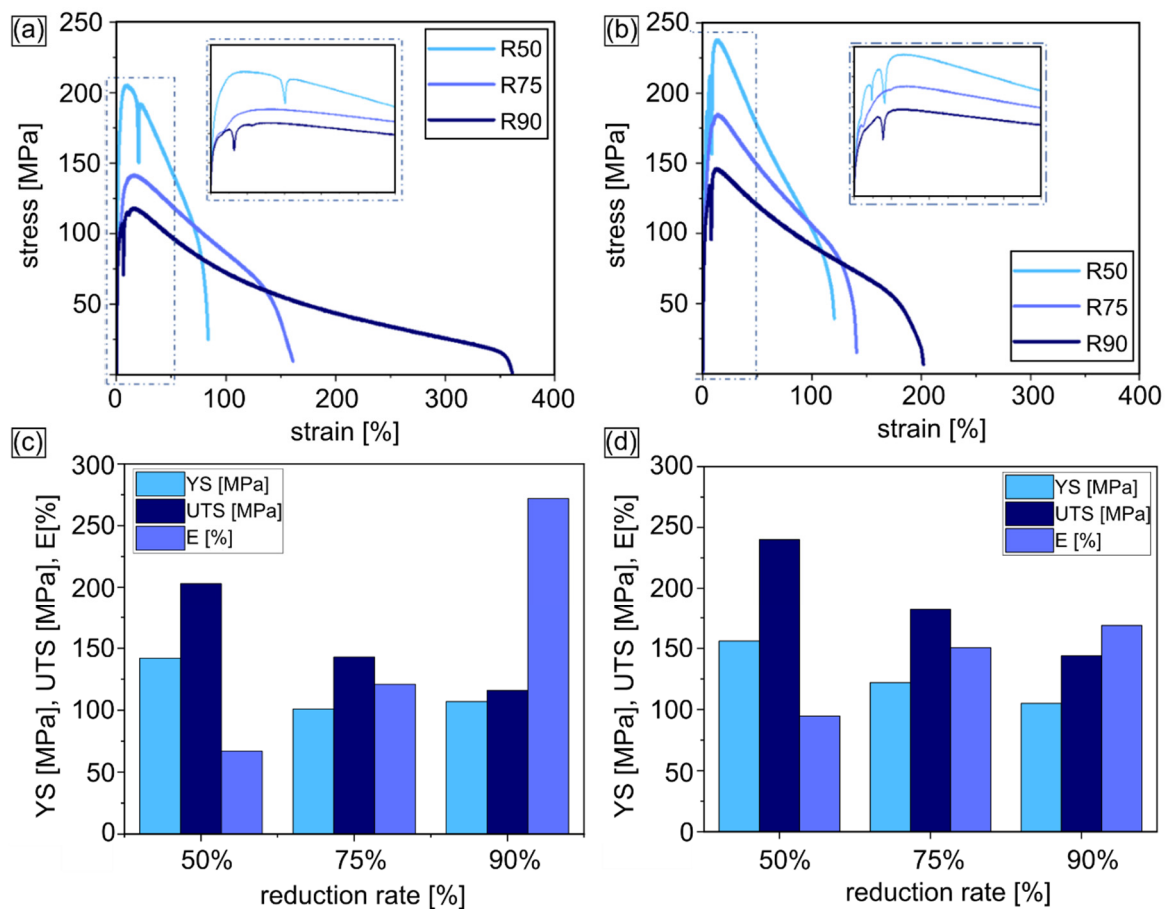 (a)
250
200
150
100
50
stress [MPa]
R50
R75
R90
0 100 200 300 400
strain [%]
(b)
250
200
150
100
50
stress [MPa]
R50
R75
R90
0 100 200 300 400
strain [%]
(c)
300
250
200
150
100
50
0
YS [MPa], UTS [MPa], E[%]
YS [MPa]
UTS [MPa]
E [%]
50% 75% 90%
reduction rate [%]
(d)
300
250
200
150
100
50
0
YS [MPa], UTS [MPa], E[%]
YS [MPa]
UTS [MPa]
E [%]
50% 75% 90%
reduction rate [%]